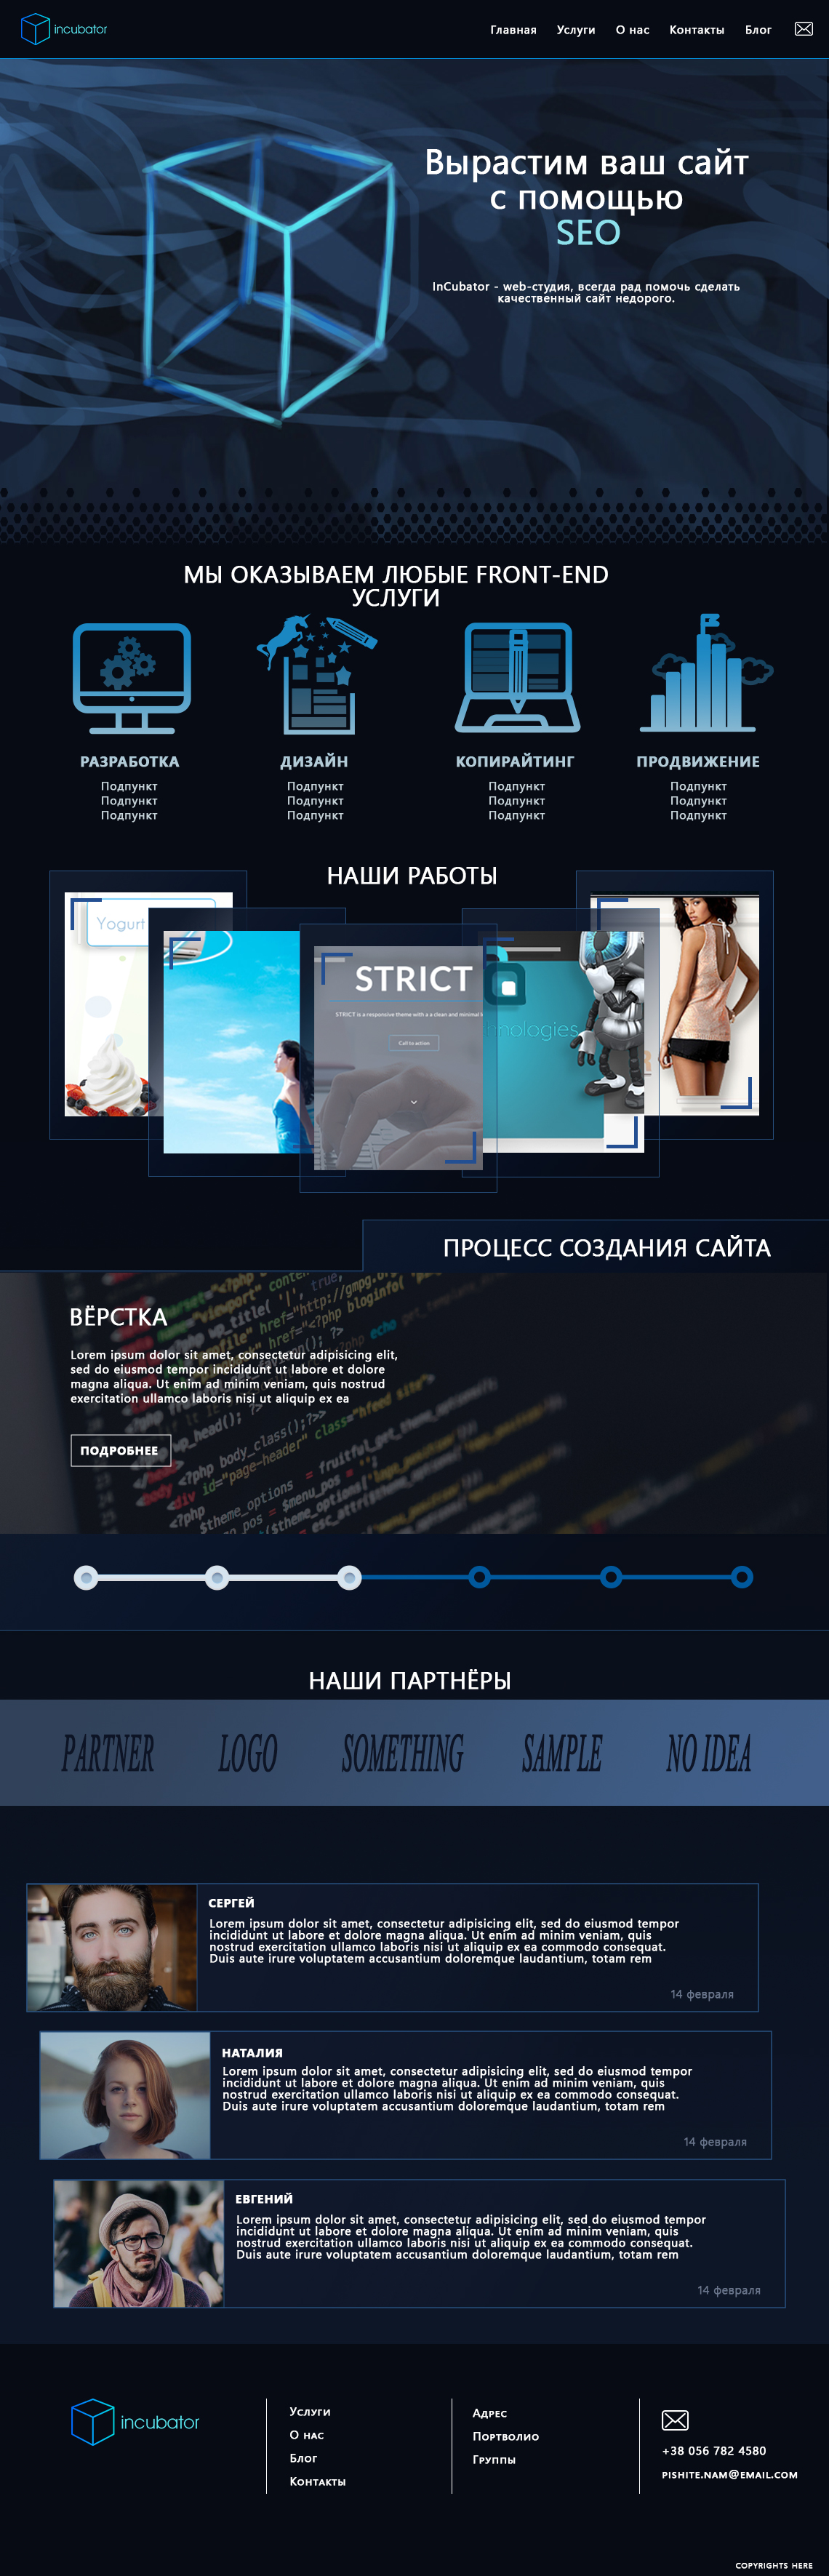 incubator
Главная Услуги О нас Контакты Блог
Вырастим ваш сайт
с помощью
SEO
InCubator - web-студия, всегда рад помочь сделать
качественный сайт недорого.
МЫ ОКАЗЫВАЕМ ЛЮБЫЕ FRONT-END
УСЛУГИ
РАЗРАБОТКА
Подпункт
Подпункт
Подпункт
ДИЗАЙН
Подпункт
Подпункт
Подпункт
КОПИРАЙТИНГ
Подпункт
Подпункт
Подпункт
ПРОДВИЖЕНИЕ
Подпункт
Подпункт
Подпункт
НАШИ РАБОТЫ
Yogurt
STRICT
STRICT is a responsive theme with a a clean and minimal
Call to action
nologies
ПРОЦЕСС СОЗДАНИЯ САЙТА
ВЁРСТКА
Lorem ipsum dolor sit amet, consectetur adipisicing elit,
sed do eiusmod tempor incididunt ut labore et dolore
magna aliqua. Ut enim ad minim veniam, quis nostrud
exercitation ullamco laboris nisi ut aliquip ex ea
ПОДРОБНЕЕ
<?php body_class(); ?>>
id="page-header" class="
$theme_options = fruitful_get_theme_options(
НАШИ ПАРТНЁРЫ
PARTNER LOGO SOMETHING SAMPLE NO IDEA
СЕРГЕЙ
Lorem ipsum dolor sit amet, consectetur adipisicing elit, sed do eiusmod tempor
incididunt ut labore et dolore magna aliqua. Ut enim ad minim veniam, quis
nostrud exercitation ullamco laboris nisi ut aliquip ex ea commodo consequat.
Duis aute irure voluptatem accusantium doloremque laudantium, totam rem
14 февраля
НАТАЛИЯ
Lorem ipsum dolor sit amet, consectetur adipisicing elit, sed do eiusmod tempor
incididunt ut labore et dolore magna aliqua. Ut enim ad minim veniam, quis
nostrud exercitation ullamco laboris nisi ut aliquip ex ea commodo consequat.
Duis aute irure voluptatem accusantium doloremque laudantium, totam rem
14 февраля
ЕВГЕНИЙ
Lorem ipsum dolor sit amet, consectetur adipisicing elit, sed do eiusmod tempor
incididunt ut labore et dolore magna aliqua. Ut enim ad minim veniam, quis
nostrud exercitation ullamco laboris nisi ut aliquip ex ea commodo consequat.
Duis aute irure voluptatem accusantium doloremque laudantium, totam rem
14 февраля
incubator
Услуги
О нас
Блог
Контакты
Адрес
Портволио
Группы
+38 056 782 4580
PISHITE.NAM@EMAIL.COM
COPYRIGHTS HERE